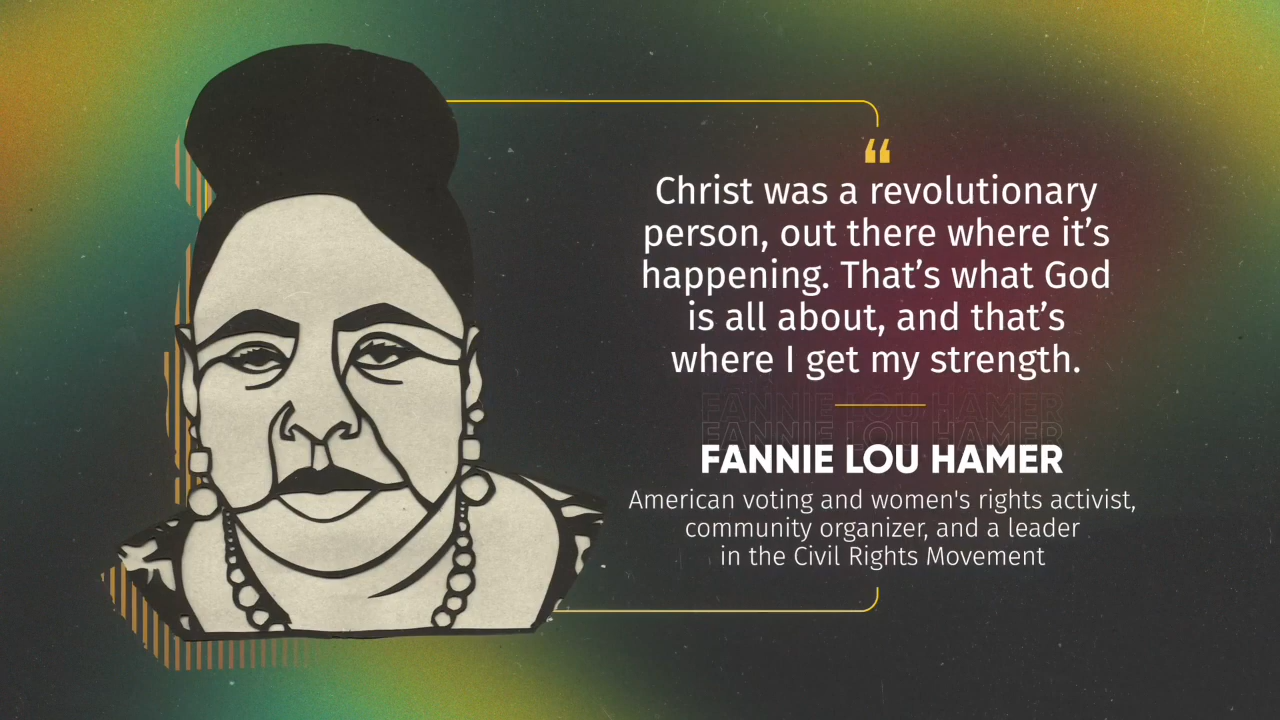 “
Christ was a revolutionary
person, out there where it’s
happening. That’s what God
is all about, and that’s
where I get my strength.
FANNIE LOU HAMER
FANNIE LOU HAMER
FANNIE LOU HAMER
American voting and women's rights activist,
community organizer, and a leader
in the Civil Rights Movement